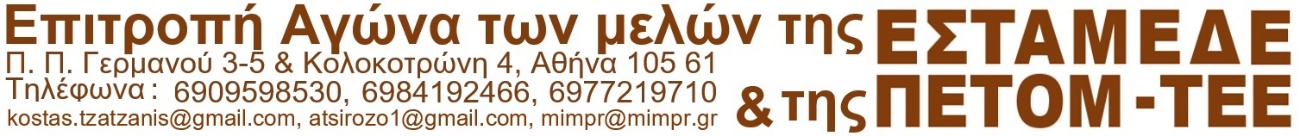 Επιτροπή Αγώνα των μελών της ΕΣΤΑΜΕΔΕ
& της ΠΕΤΟΜ-ΤΕΕ
Π. Π. Γερμανού 3-5 & Κολοκοτρώνη 4, Αθήνα 105 61
Τηλέφωνα : 6909598530, 6984192466, 6977219710
kostas.tzatzanis@gmail.com, atsirozo1@gmail.com, mimpr@mimpr.gr